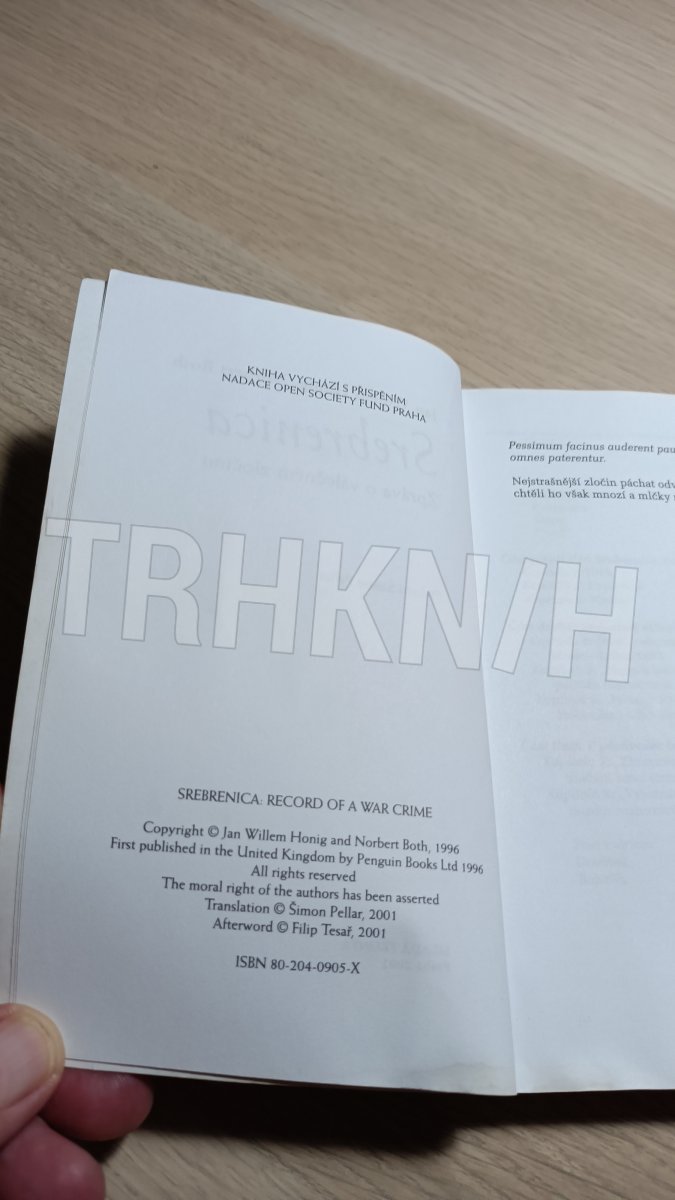 KNIHA VYCHÁZÍ S PŘISPĚNÍM
NADACE OPEN SOCIETY FUND PRAHA
TRHKN/H
SREBRENICA: RECORD OF A WAR CRIME
Copyright © Jan Willem Honig and Norbert Both, 1996
First published in the United Kingdom by Penguin Books Ltd 1996
All rights reserved
The moral right of the authors has been asserted
Translation © Šimon Pellar, 2001
Afterword © Filip Tesař, 2001
ISBN 80-204-0905-X
Pessimum facinus auderent pau
omnes paterentur.
Nejstrašnější zločin páchat odv
chtěli ho však mnozí a mlčky